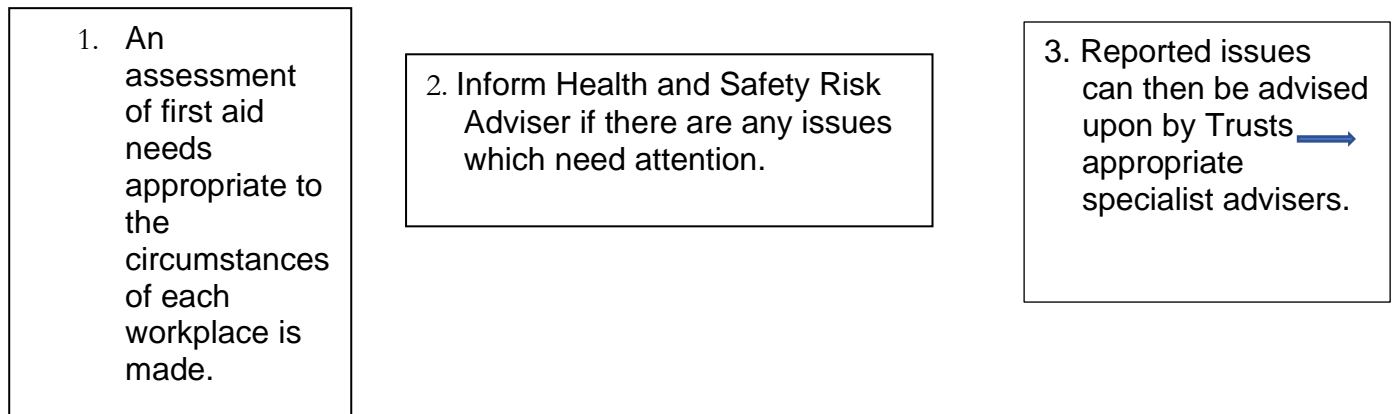 1. An
assessment
of first aid
needs
appropriate to
the
circumstances
of each
workplace is
made.
2. Inform Health and Safety Risk
Adviser if there are any issues
which need attention.
3. Reported issues
can then be advised
upon by Trusts
appropriate
specialist advisers.